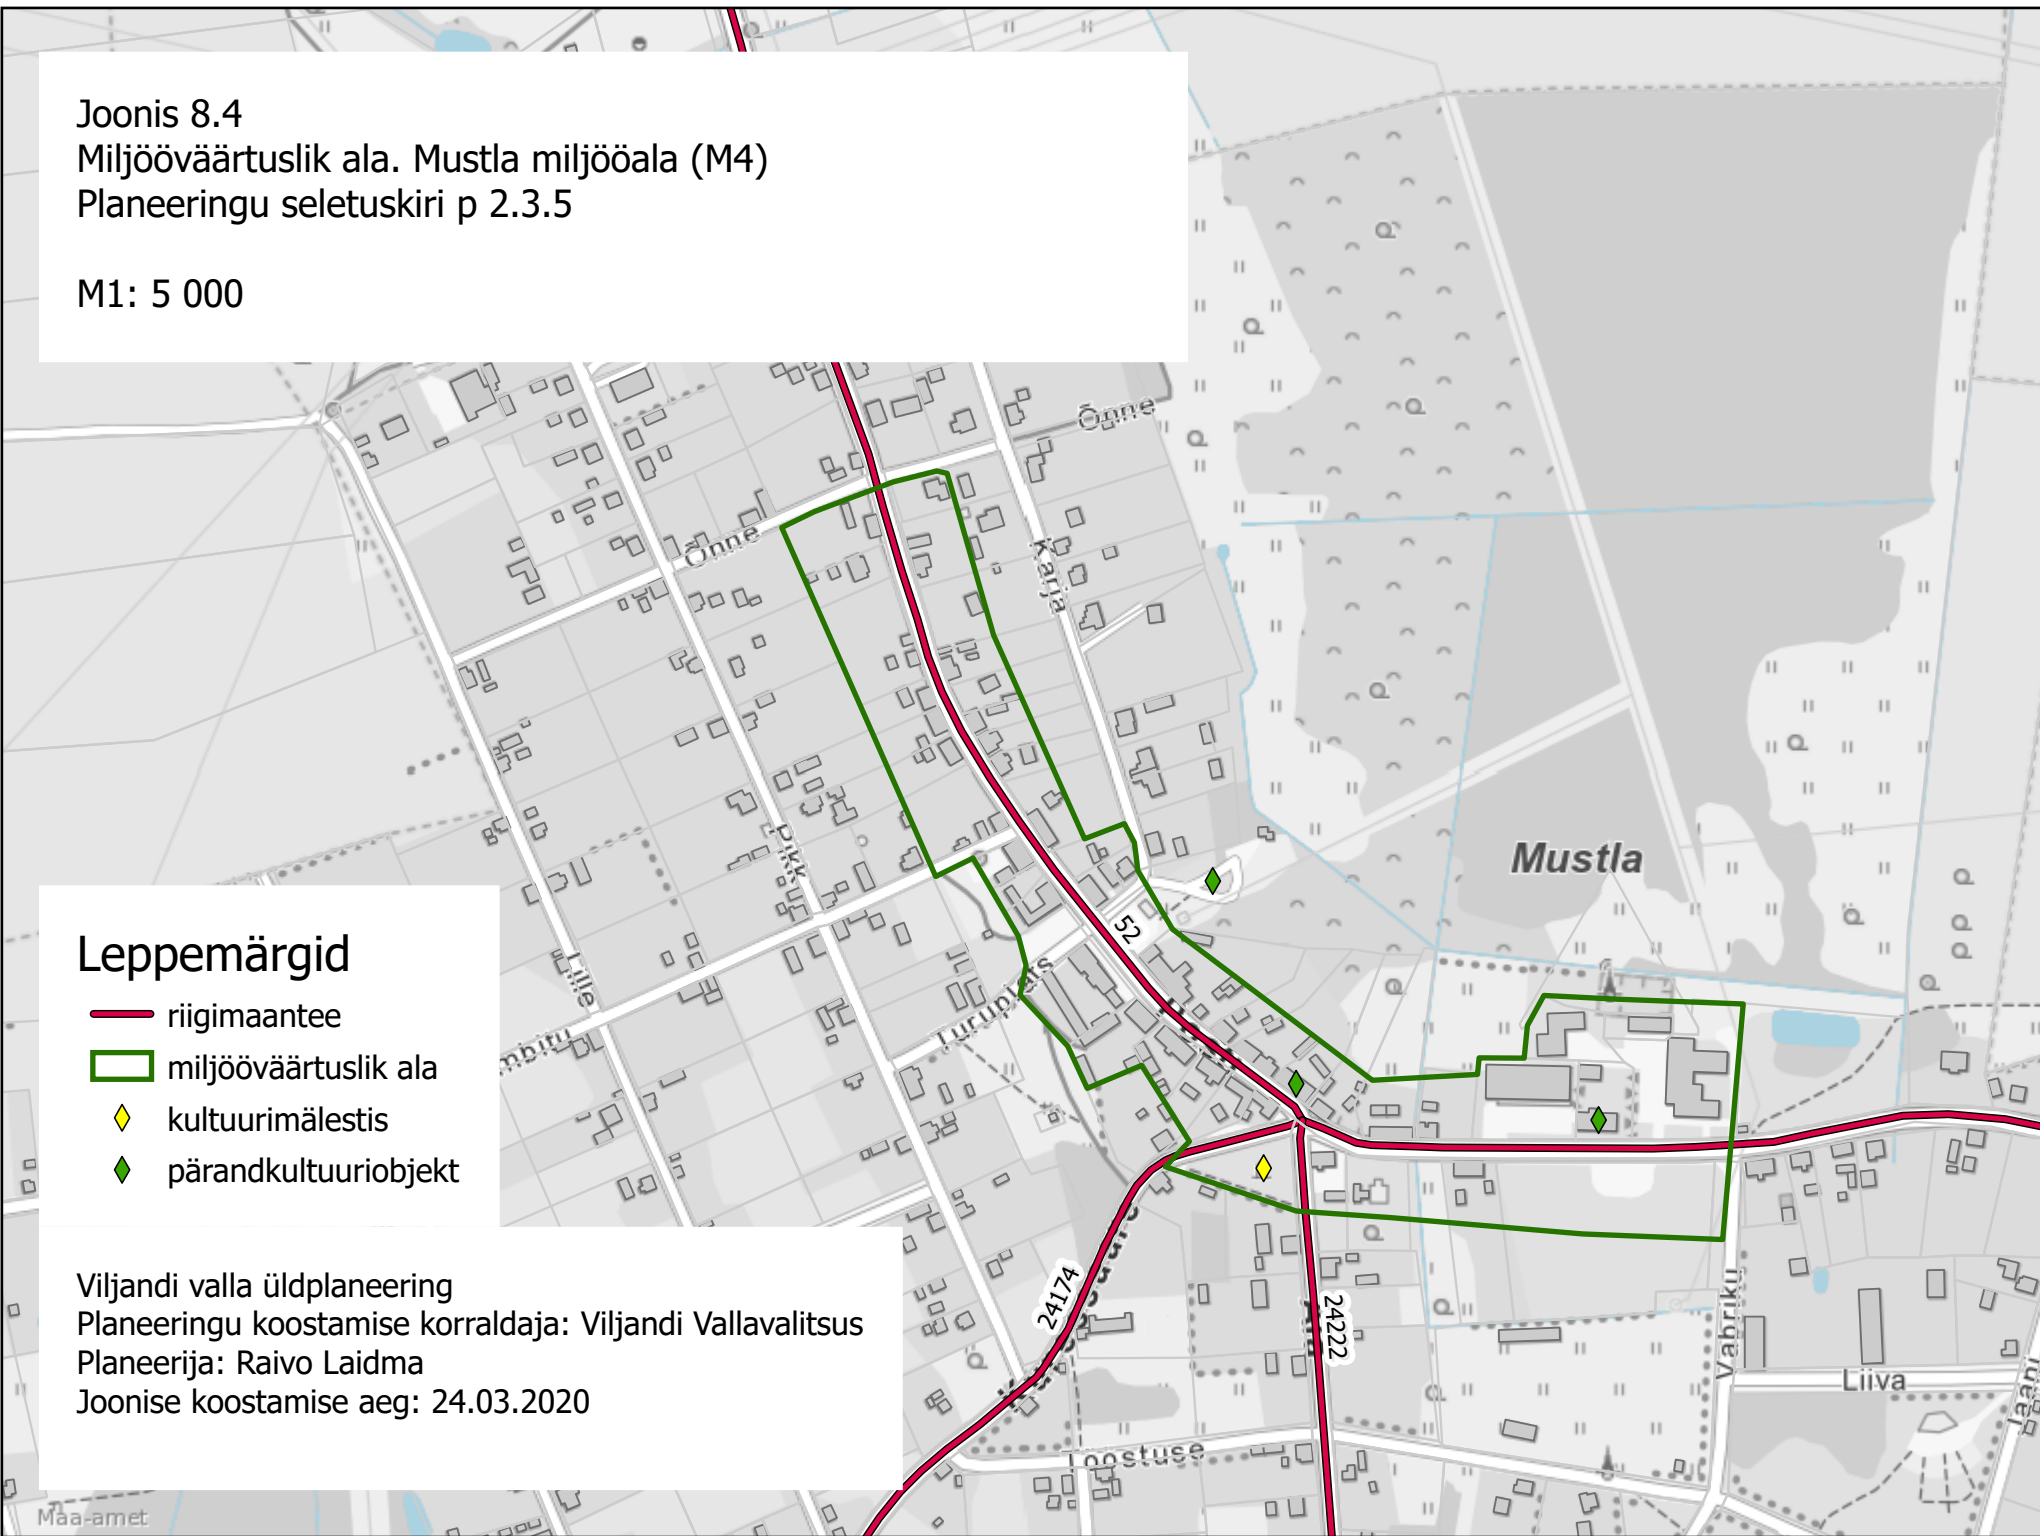 Joonis 8.4
Miljööväärtuslik ala. Mustla miljööala (M4)
Planeeringu seletuskiri p 2.3.5
M1: 5 000
Õnne
Õnne
Karja
Pikk
Mustla
52
Lille
Turuplats
Leppemärgid
riigimaantee
miljööväärtuslik ala
kultuurimälestis
pärandkultuuriobjekt
Viljandi valla üldplaneering
Planeeringu koostamise korraldaja: Viljandi Vallavalitsus
Planeerija: Raivo Laidma
Joonise koostamise aeg: 24.03.2020
24174
24222
Vabriku
Liiva
Loostuse
Maa-amet